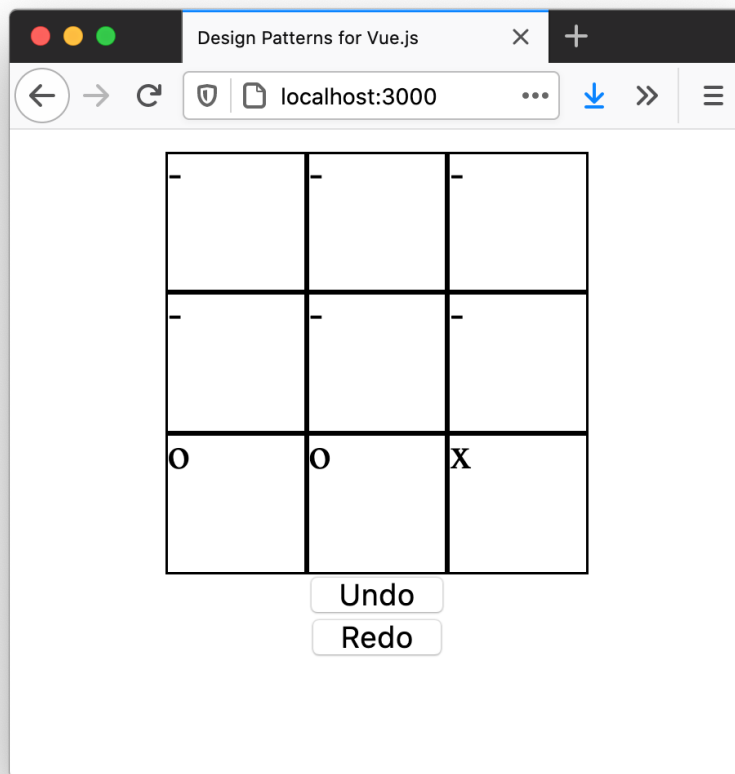 Design Patterns for Vue.js
localhost:3000
- - -
- - -
o o x
Undo
Redo